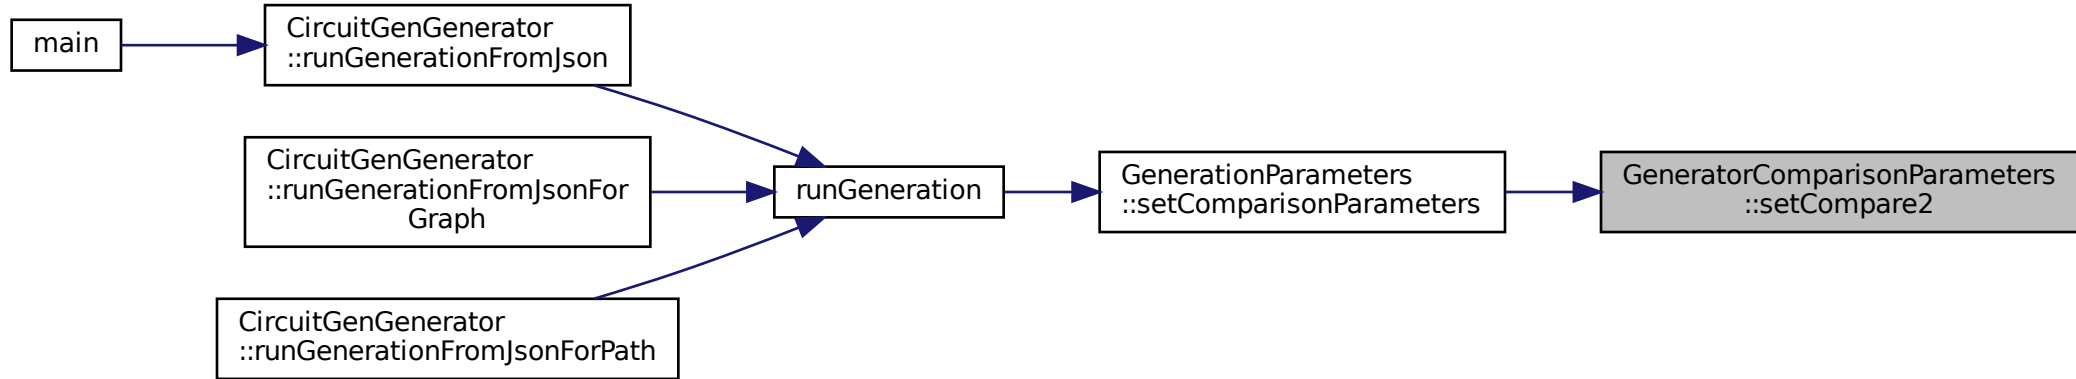 main
CircuitGenGenerator
::runGenerationFromJson
CircuitGenGenerator
::runGenerationFromJsonFor
Graph
CircuitGenGenerator
::runGenerationFromJsonForPath
runGeneration
GenerationParameters
::setComparisonParameters
GeneratorComparisonParameters
::setCompare2